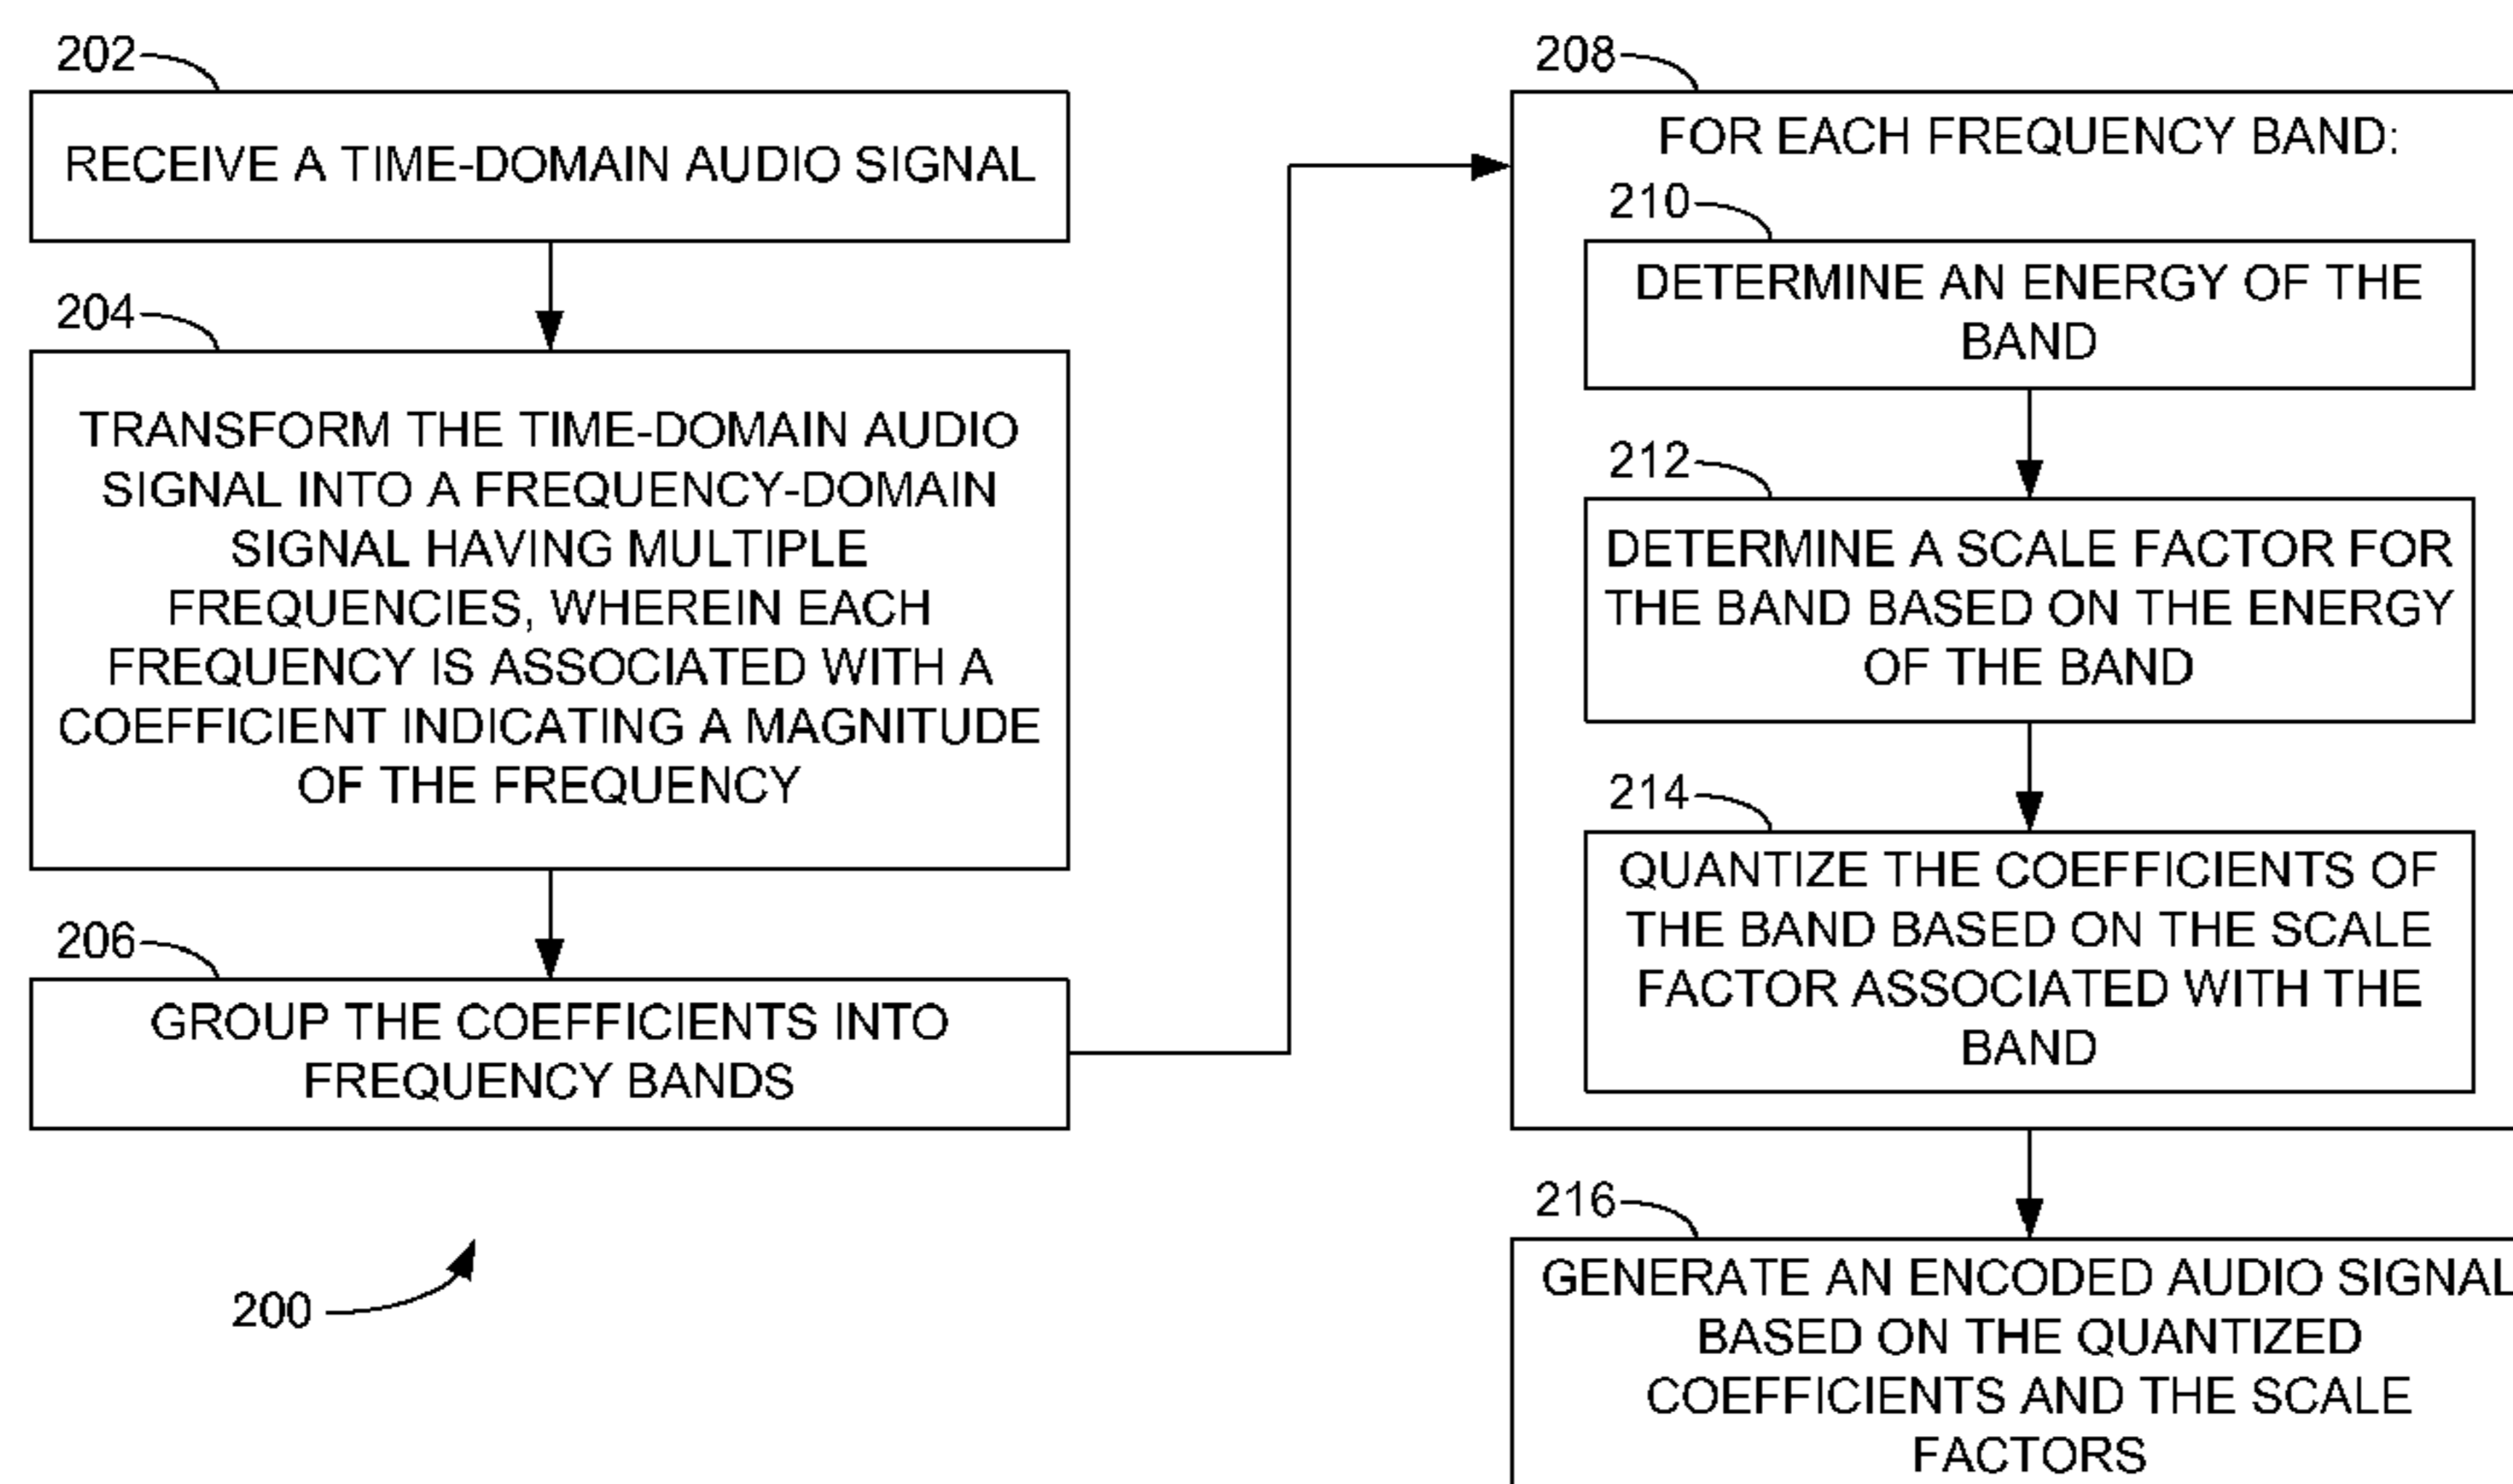 202
RECEIVE A TIME-DOMAIN AUDIO SIGNAL
204
TRANSFORM THE TIME-DOMAIN AUDIO
SIGNAL INTO A FREQUENCY-DOMAIN
SIGNAL HAVING MULTIPLE
FREQUENCIES, WHEREIN EACH
FREQUENCY IS ASSOCIATED WITH A
COEFFICIENT INDICATING A MAGNITUDE
OF THE FREQUENCY
206
GROUP THE COEFFICIENTS INTO
FREQUENCY BANDS
200
208
FOR EACH FREQUENCY BAND:
210
DETERMINE AN ENERGY OF THE
BAND
212
DETERMINE A SCALE FACTOR FOR
THE BAND BASED ON THE ENERGY
OF THE BAND
214
QUANTIZE THE COEFFICIENTS OF
THE BAND BASED ON THE SCALE
FACTOR ASSOCIATED WITH THE
BAND
216
GENERATE AN ENCODED AUDIO SIGNAL
BASED ON THE QUANTIZED
COEFFICIENTS AND THE SCALE
FACTORS